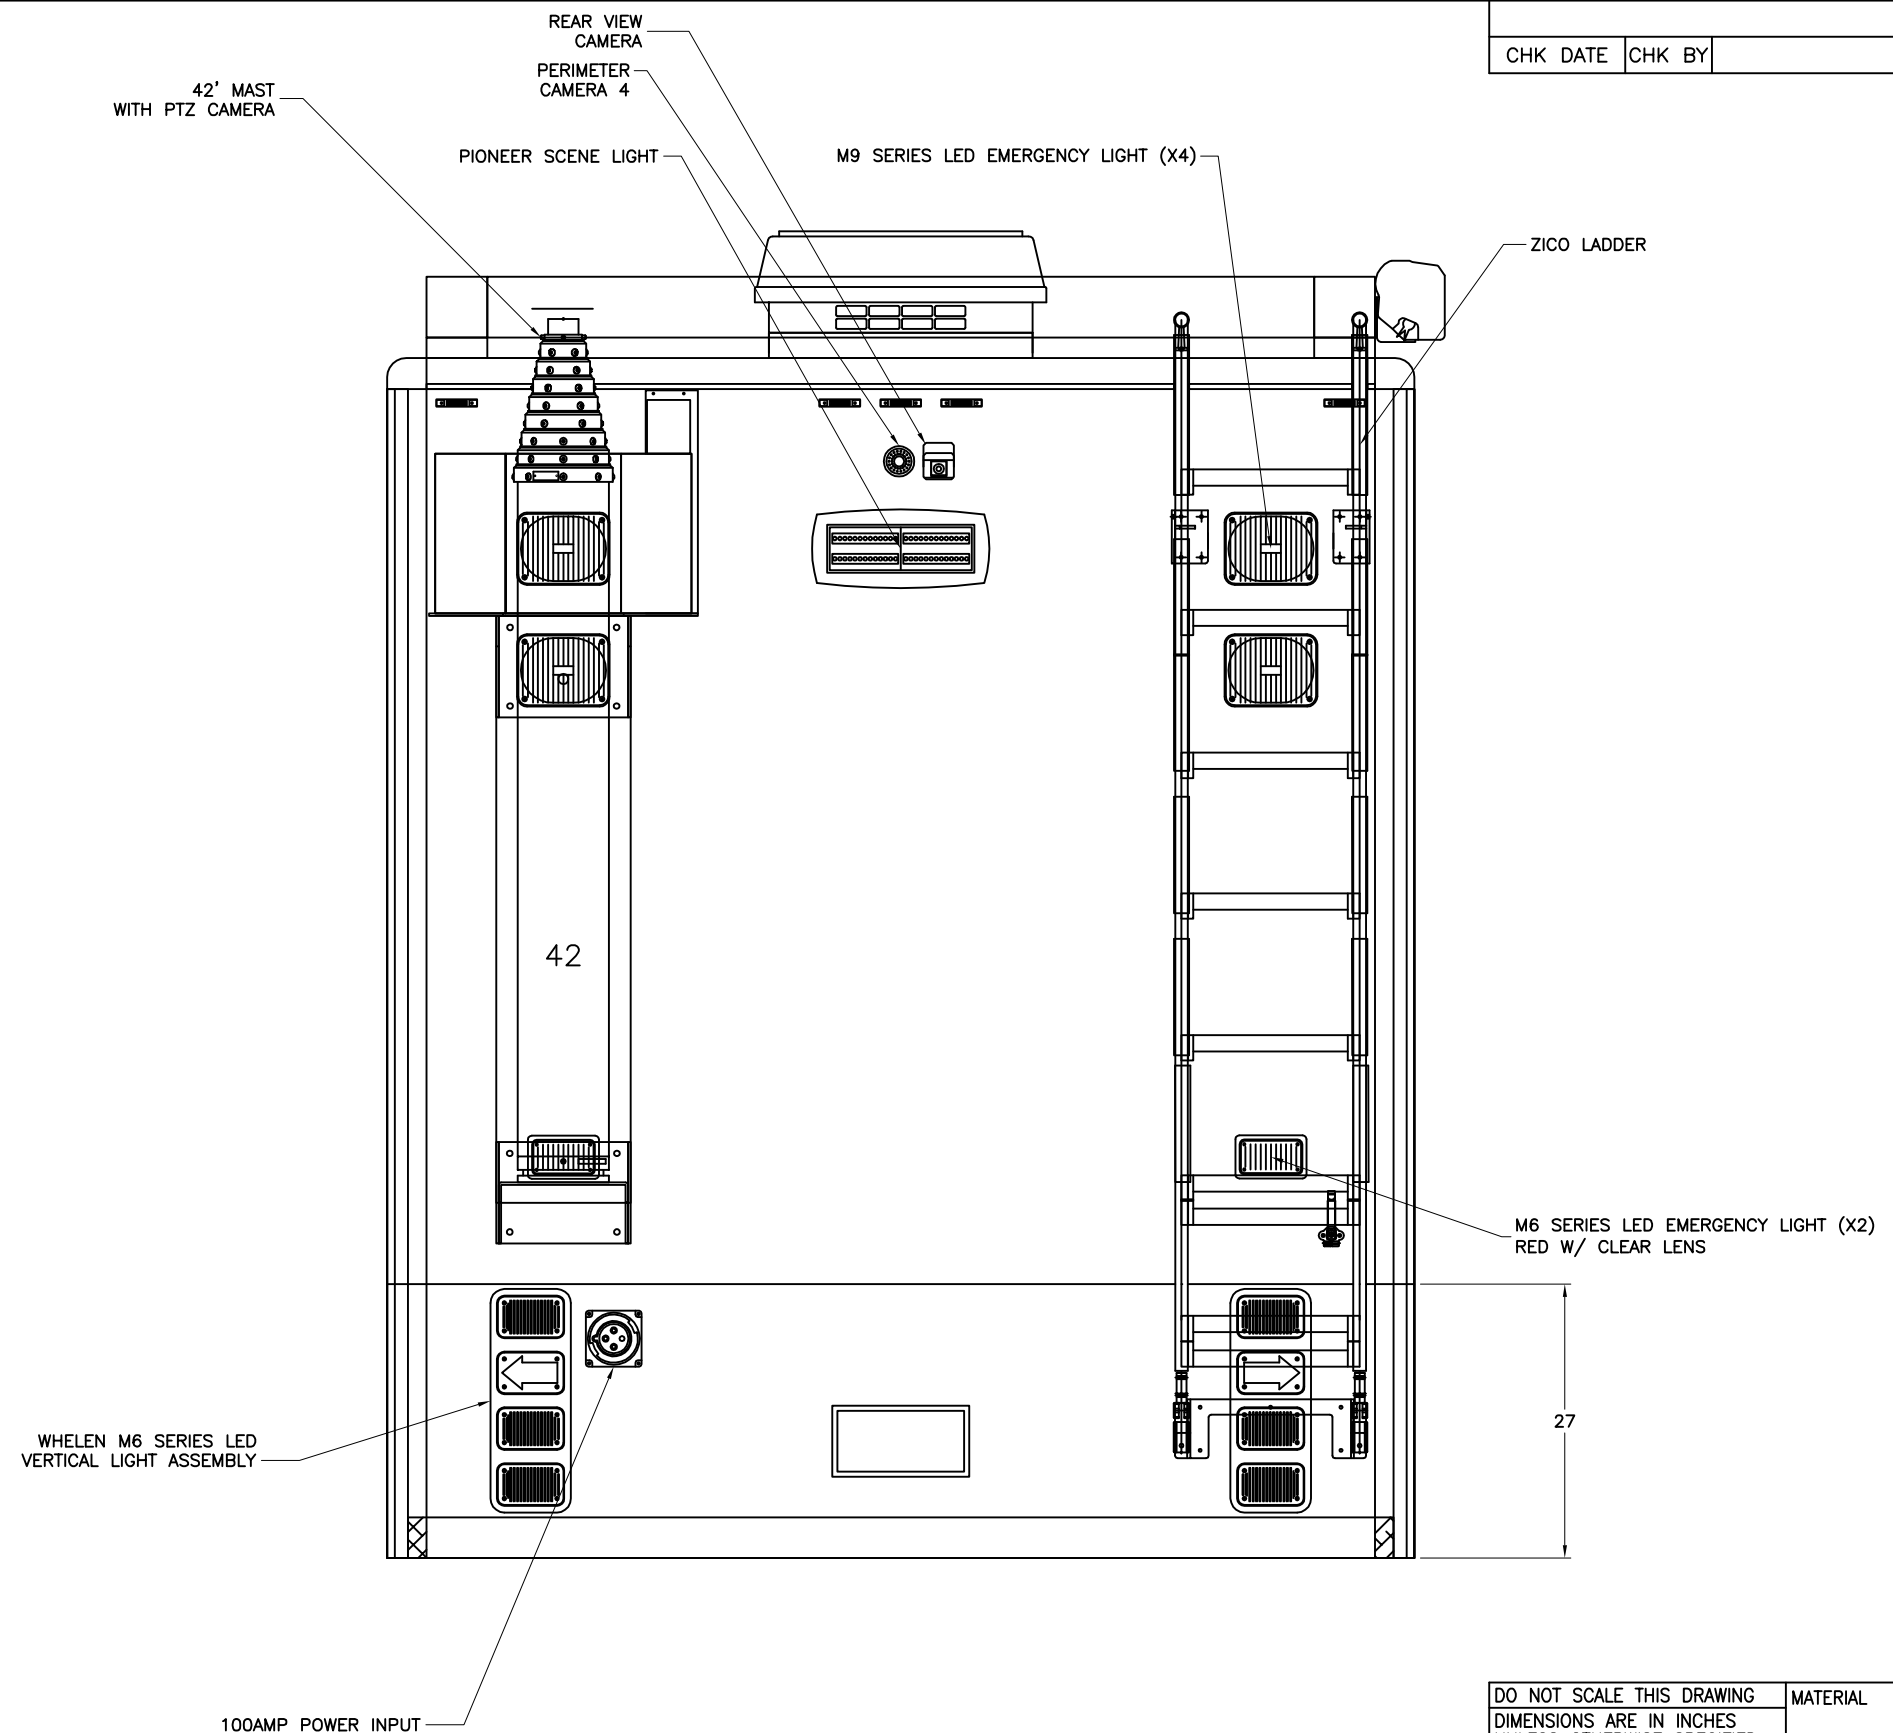 CHK DATE CHK BY
REAR VIEW
CAMERA
PERIMETER
CAMERA 4
42' MAST
WITH PTZ CAMERA
PIONEER SCENE LIGHT
M9 SERIES LED EMERGENCY LIGHT (X4)
ZICO LADDER
42
M6 SERIES LED EMERGENCY LIGHT (X2)
RED W/ CLEAR LENS
27
WHELEN M6 SERIES LED
VERTICAL LIGHT ASSEMBLY
100AMP POWER INPUT
DO NOT SCALE THIS DRAWING
MATERIAL
DIMENSIONS ARE IN INCHES